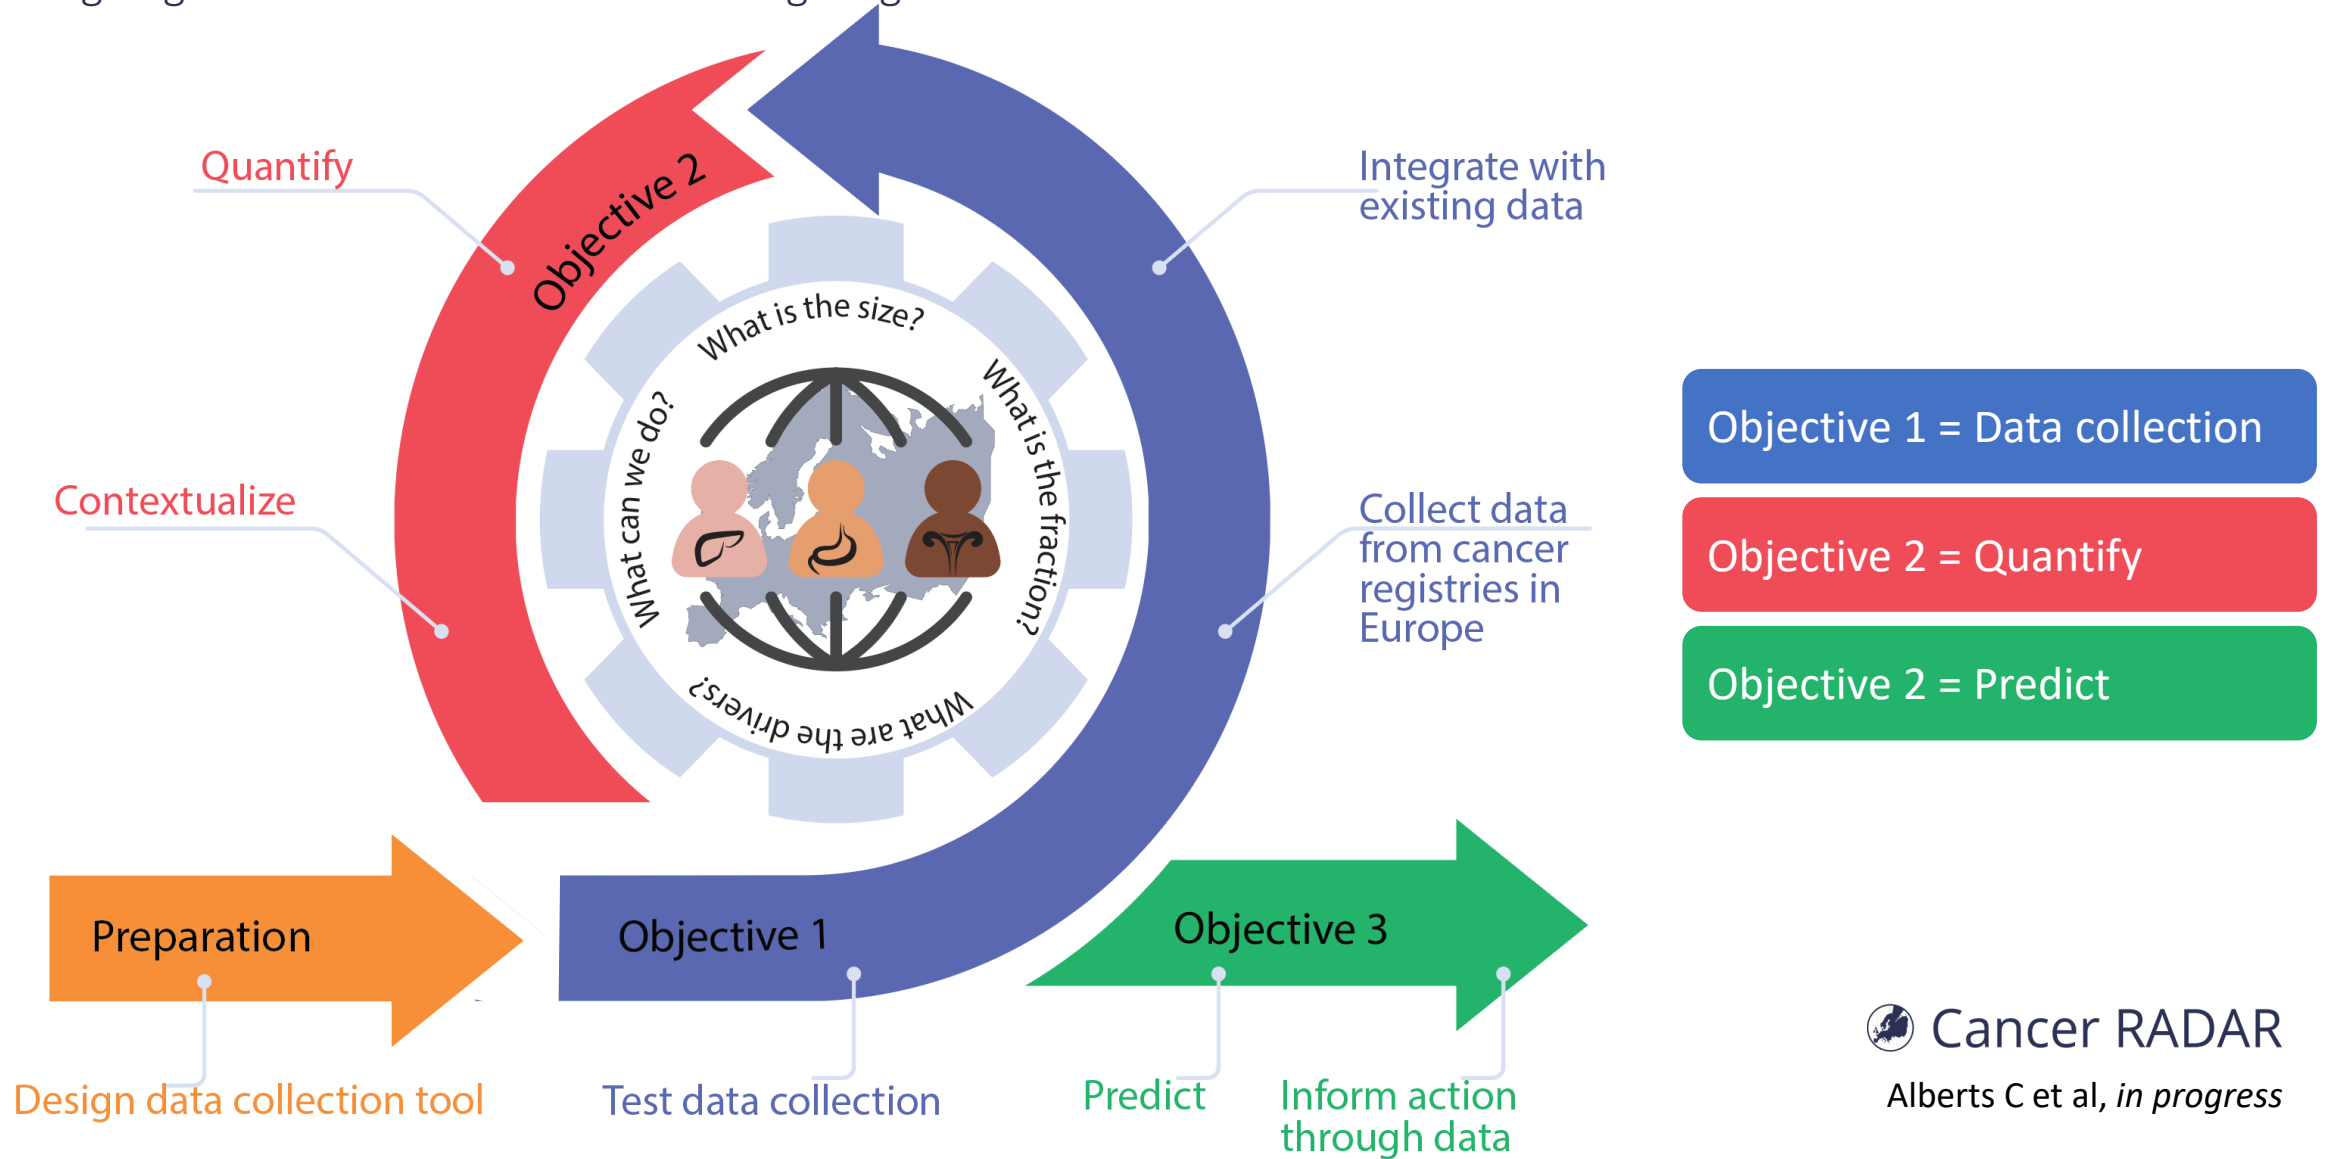 Quantify
Objective 2
Integrate with
existing data
What is the size?
What is the fraction?
What are the drivers?
What can we do?
Contextualize
Collect data
from cancer
registries in
Europe
Objective 1 = Data collection
Objective 2 = Quantify
Objective 2 = Predict
Preparation
Objective 1
Objective 3
Design data collection tool
Test data collection
Predict
Inform action
through data
Cancer RADAR
Alberts C et al, in progress